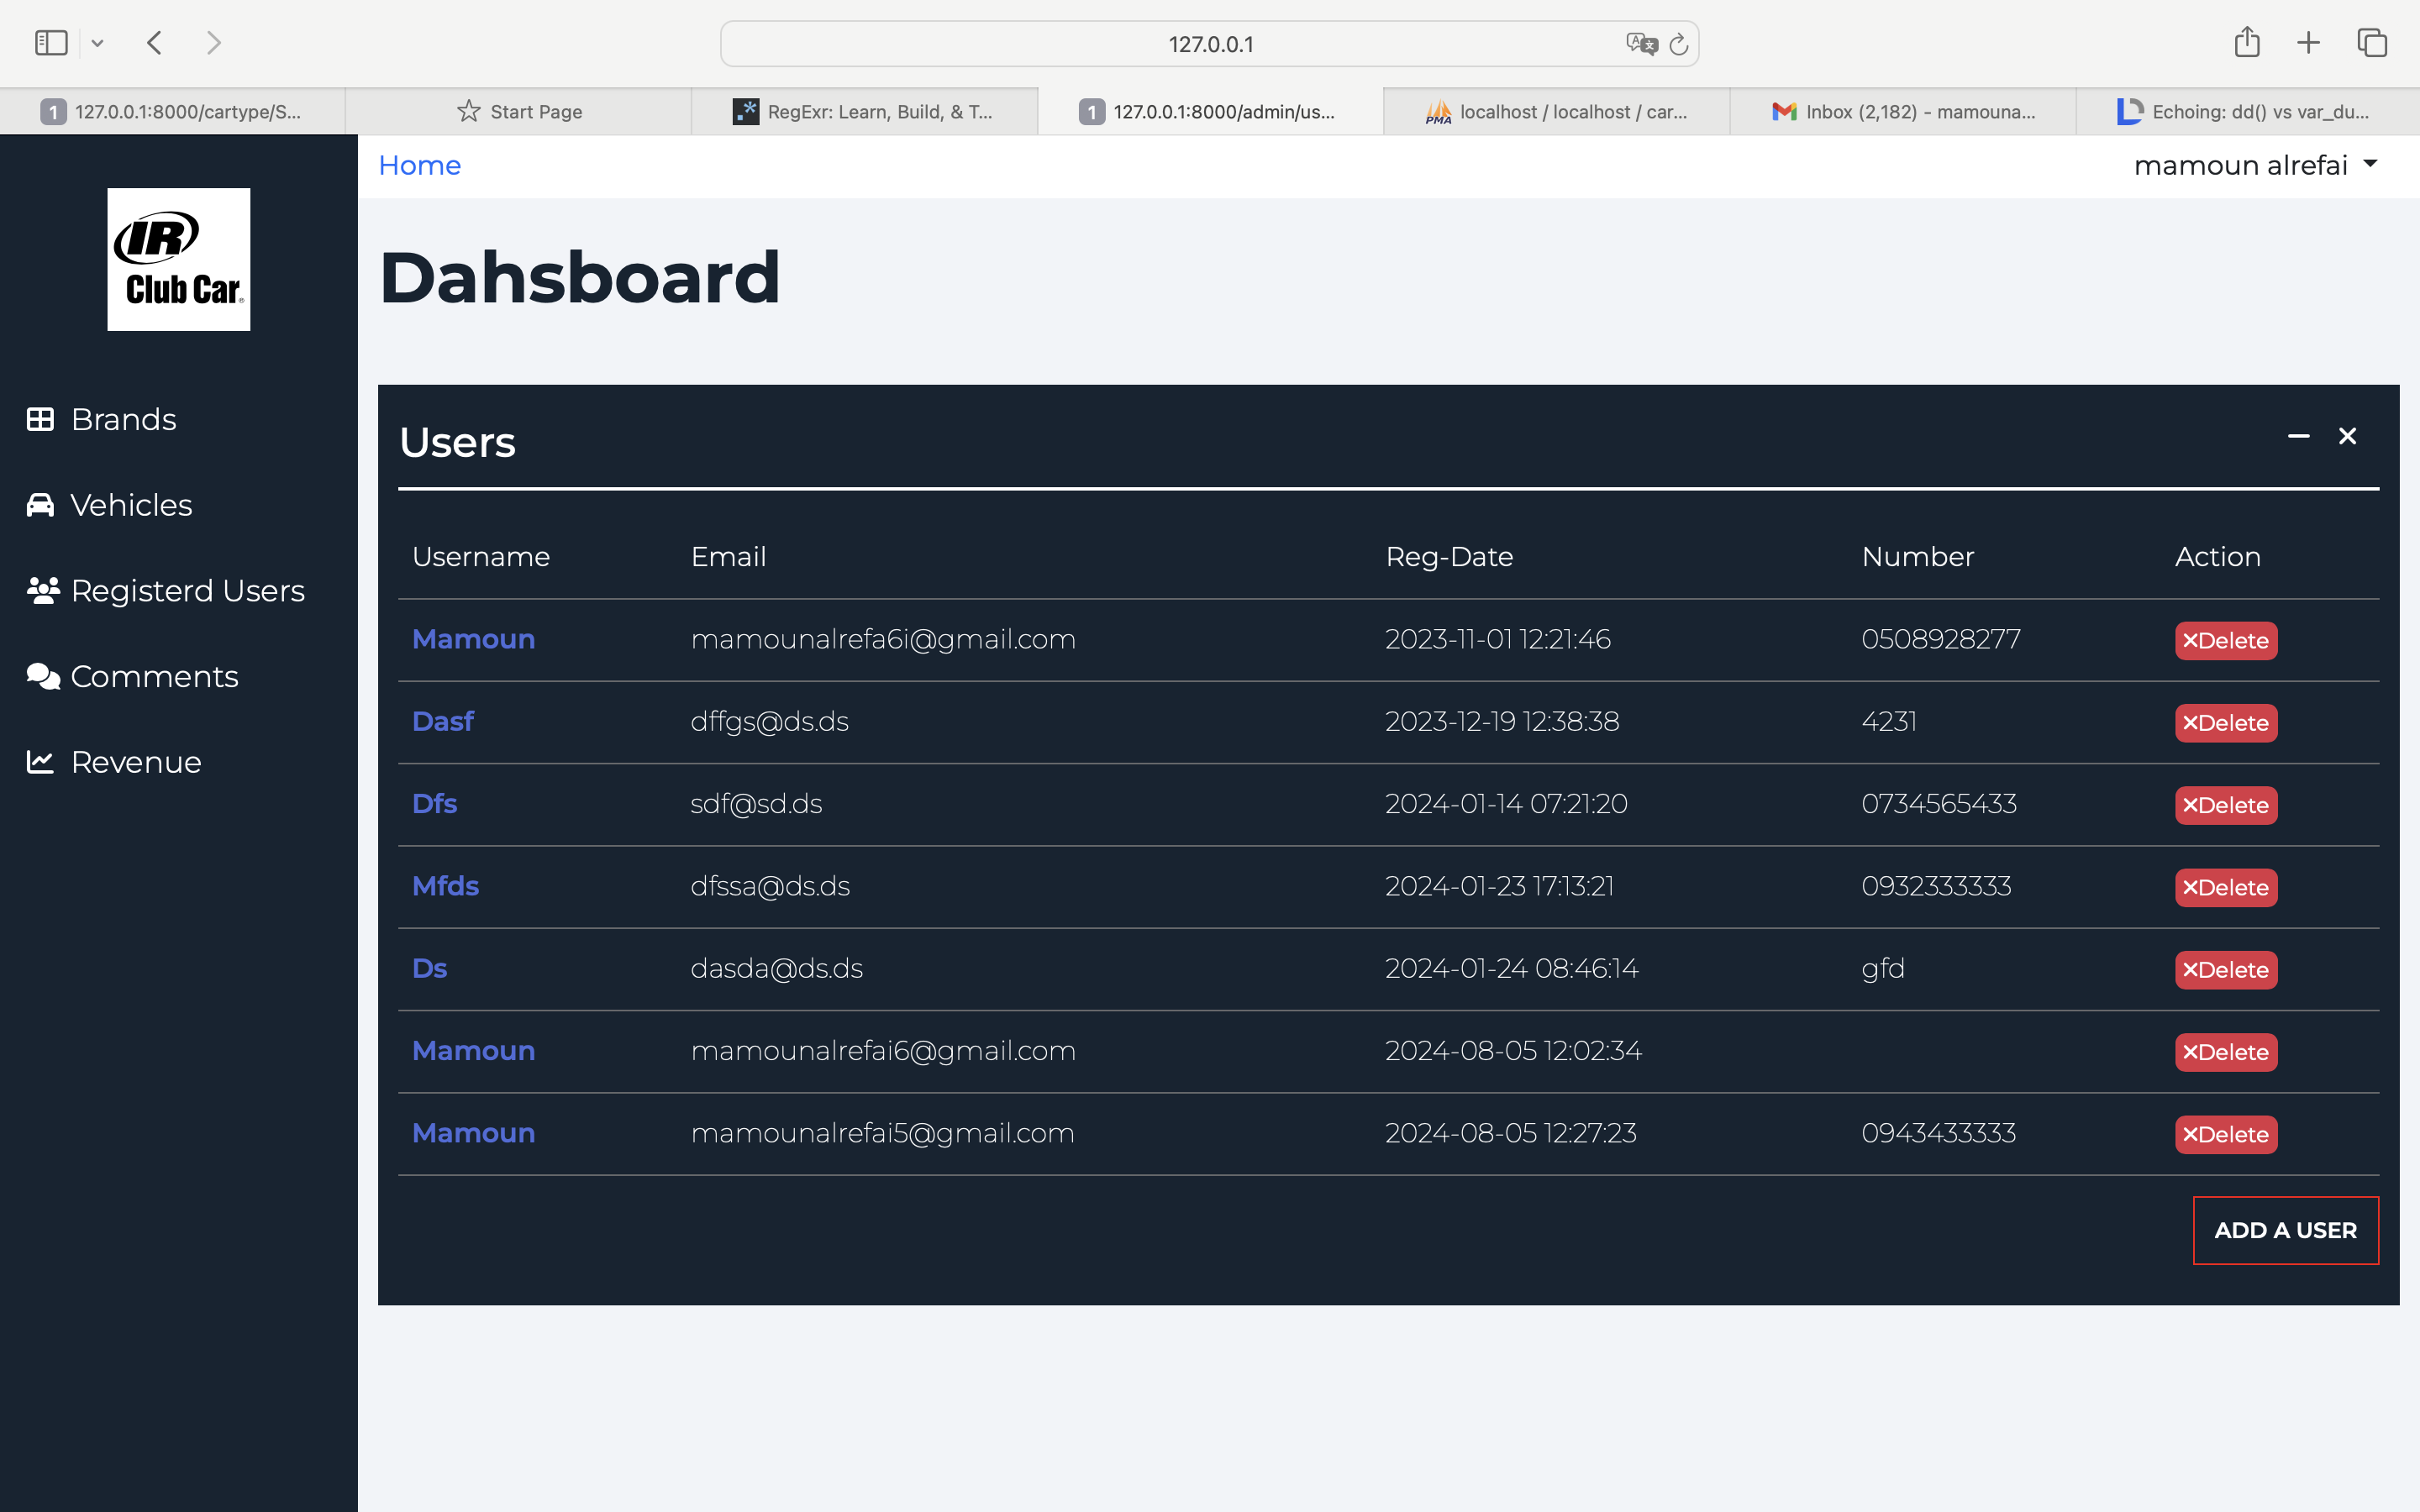 127.0.0.1
1 127.0.0.1:8000/cartype/S...
Start Page
RegExr: Learn, Build, & T...
1 127.0.0.1:8000/admin/us...
PMA localhost / localhost / car...
Inbox (2,182) - mamouna...
Echoing: dd() vs var_du...
Home
mamoun alrefai
IR
Club Car®
Dahsboard
Brands
Vehicles
Registerd Users
Comments
Revenue
Users
Username Email Reg-Date Number Action
Mamoun mamounalrefa6i@gmail.com 2023-11-01 12:21:46 0508928277 Delete
Dasf dffgs@ds.ds 2023-12-19 12:38:38 4231 Delete
Dfs sdf@sd.ds 2024-01-14 07:21:20 0734565433 Delete
Mfds dfssa@ds.ds 2024-01-23 17:13:21 0932333333 Delete
Ds dasda@ds.ds 2024-01-24 08:46:14 gfd Delete
Mamoun mamounalrefai6@gmail.com 2024-08-05 12:02:34 Delete
Mamoun mamounalrefai5@gmail.com 2024-08-05 12:27:23 0943433333 Delete
ADD A USER